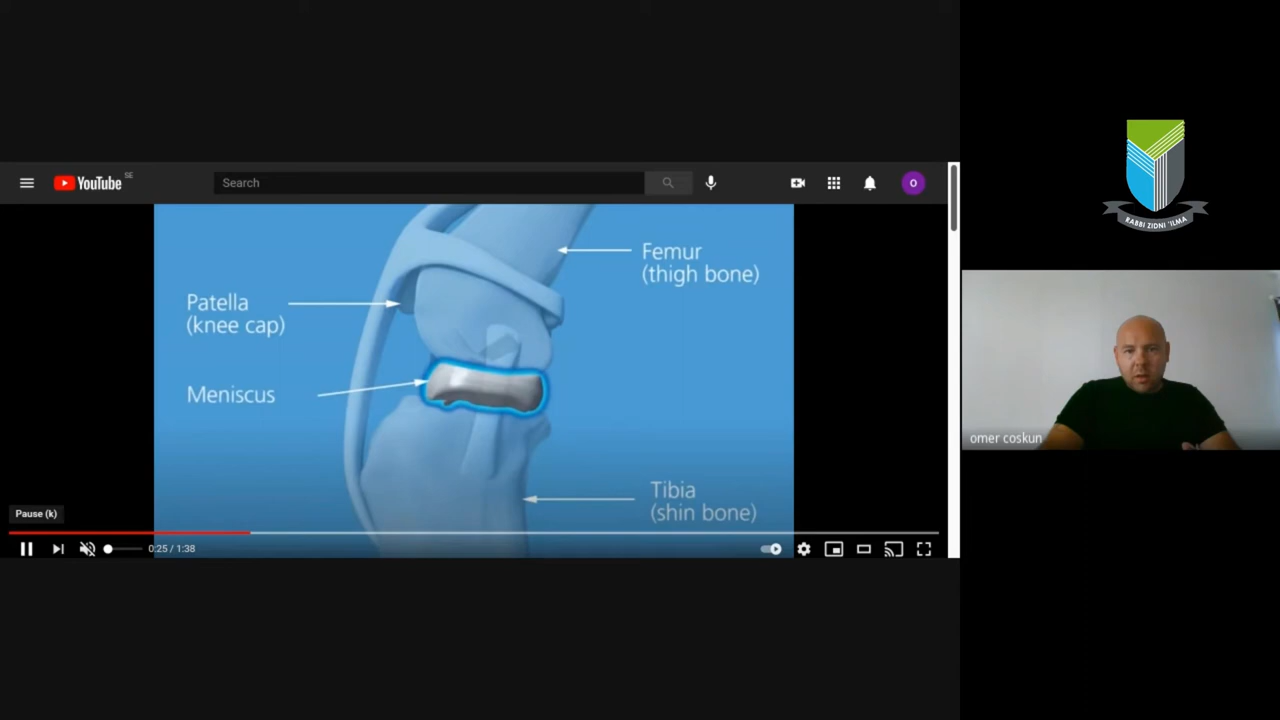 YouTube SE
Search
O
Femur
(thigh bone)
Patella
(knee cap)
Meniscus
Tibia
(shin bone)
Pause (k)
0:25 / 1:38
RABBI ZIDNI 'ILMA
omer coskun